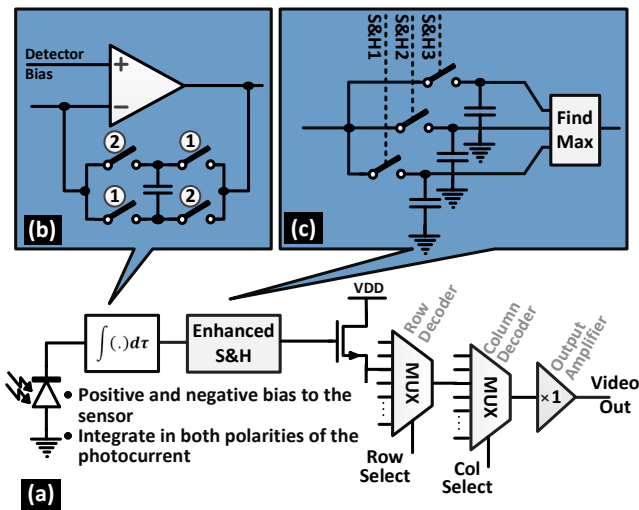 Detector
Bias
+
−
2
1
1
2
(b)
S&H1
S&H2
S&H3
Find
Max
(c)
∫(.)dτ
Enhanced
S&H
VDD
Row
Decoder
MUX
Row
Select
Column
Decoder
MUX
Col
Select
Output
Amplifier
×1
Video
Out
• Positive and negative bias to the
sensor
• Integrate in both polarities of the
photocurrent
(a)